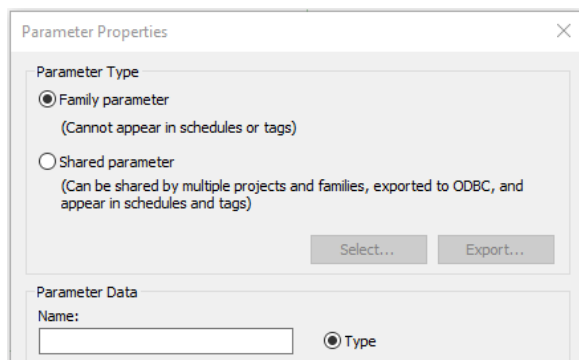 Parameter Properties
Parameter Type
Family parameter
(Cannot appear in schedules or tags)
Shared parameter
(Can be shared by multiple projects and families, exported to ODBC, and
appear in schedules and tags)
Select...
Export...
Parameter Data
Name:
Type